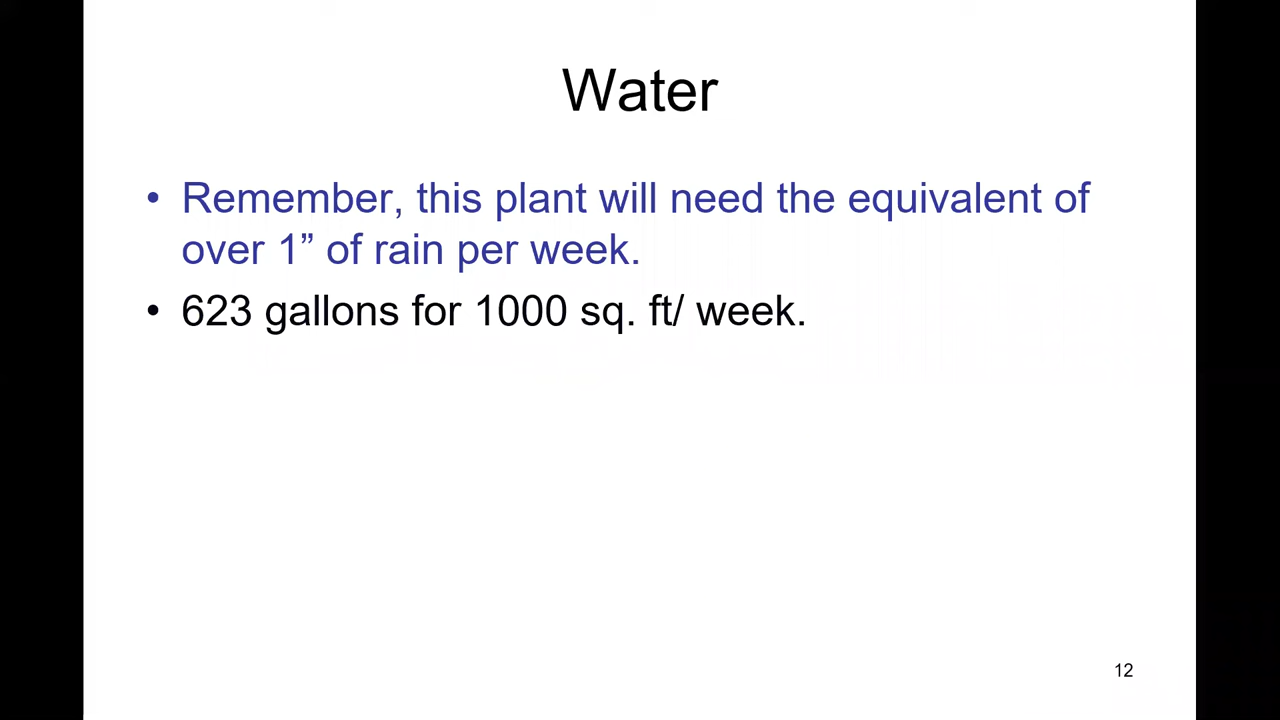 Water
• Remember, this plant will need the equivalent of
over 1” of rain per week.
• 623 gallons for 1000 sq. ft/ week.
12